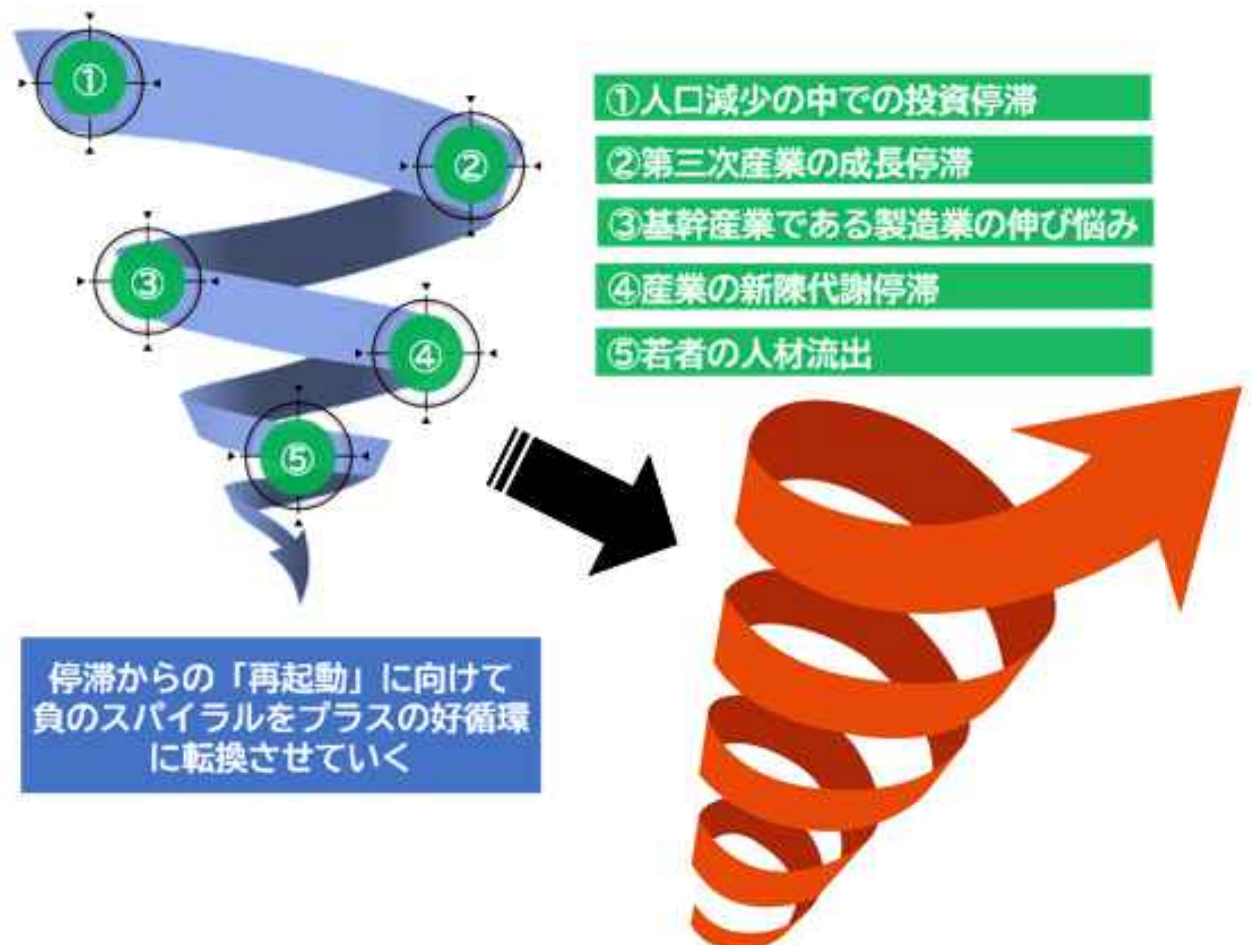 ①
②
③
④
⑤
①人口減少の中での投資停滞
②第三次産業の成長停滞
③基幹産業である製造業の伸び悩み
④産業の新陳代謝停滞
⑤若者の人材流出
停滞からの「再起動」に向けて
負のスパイラルをプラスの好循環
に転換させていく